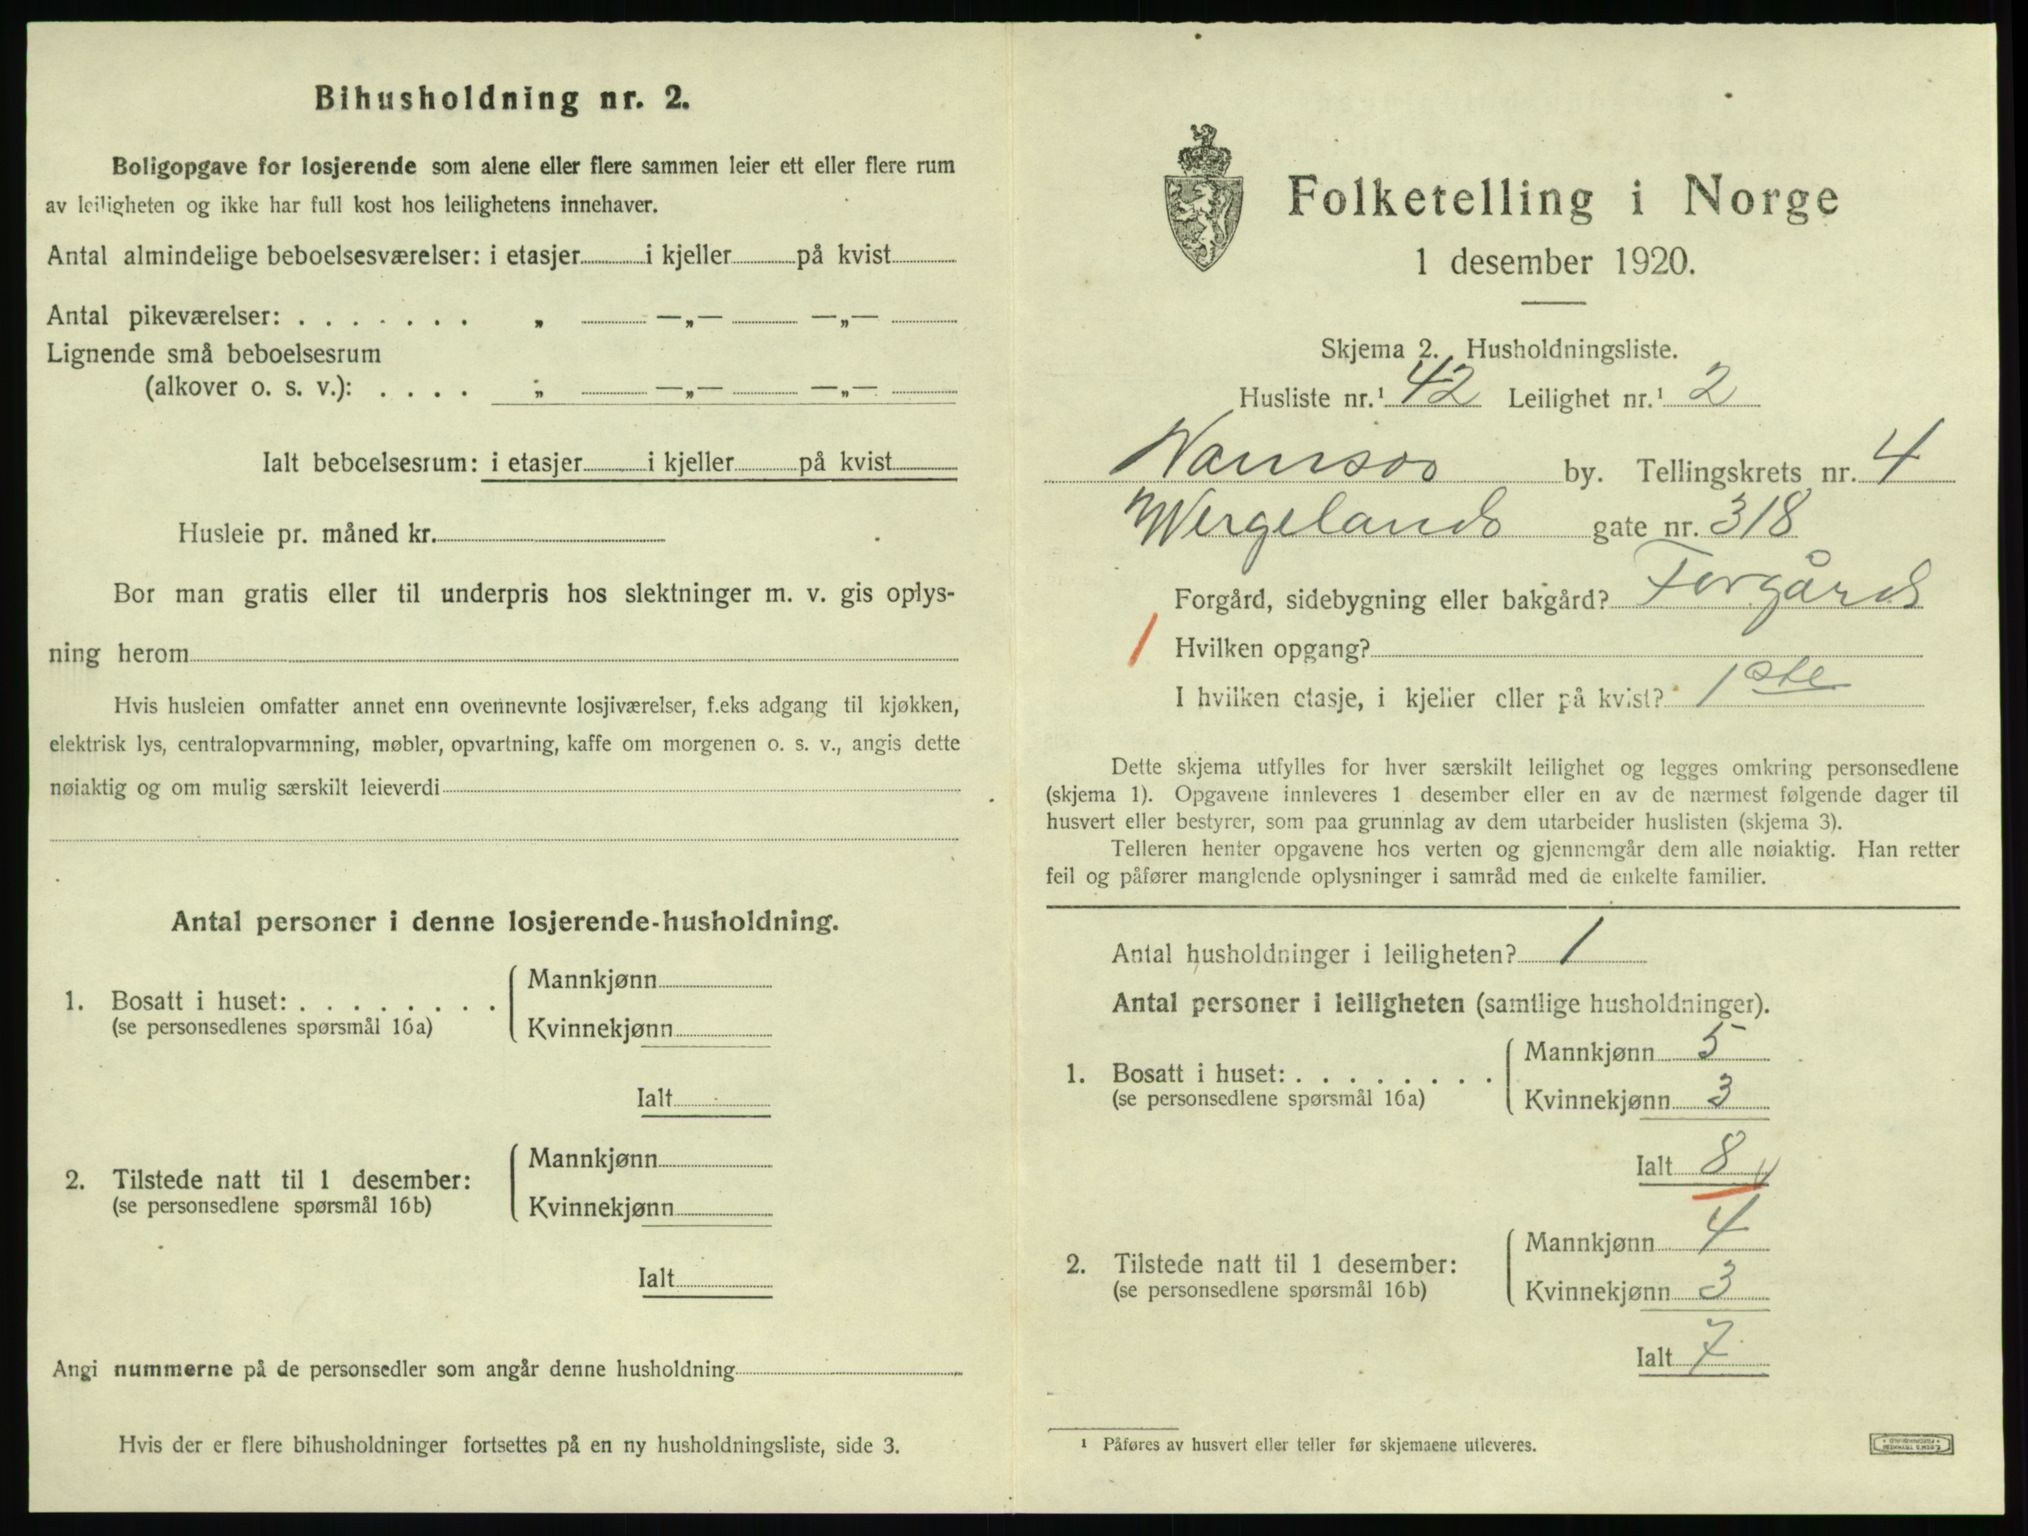 Bihusholdning nr. 2.
Boligopgave for losjerende som alene eller flere sammen leier ett eller flere rum
av leiligheten og ikke har full kost hos leilighetens innehaver.
Antal almindelige beboelsesværelser: i etasjer i kjeller på kvist
Antal pikeværelser: . . . . . . . „ —„— —„—
Lignende små beboelsesrum
(alkover o. s. v.): . . . . „ —„— —„—
Ialt beboelsesrum: i etasjer i kjeller på kvist
Husleie pr. måned kr.
Bor man gratis eller til underpris hos slektninger m. v. gis oplys-
ning herom
Hvis husleien omfatter annet enn ovennevnte losjiværelser, f.eks adgang til kjøkken,
elektrisk lys, centralopvarmning, møbler, opvartning, kaffe om morgenen o. s. v., angis dette
nøiaktig og om mulig særskilt leieverdi
Antal personer i denne losjerende-husholdning.
Mannkjønn
1. Bosatt i huset: . . . . . . . .
(se personsedlenes spørsmål 16a)
Kvinnekjønn
Ialt
Mannkjønn
2. Tilstede natt til 1 desember:
(se personsedlene spørsmål 16b)
Kvinnekjønn
Ialt
Angi nummerne på de personsedler som angår denne husholdning
Hvis der er flere bihusholdninger fortsettes på en ny husholdningsliste, side 3.
Folketelling i Norge
1 desember 1920.
Skjema 2. Husholdningsliste.
Husliste nr.¹ 42 Leilighet nr.¹ 2
Namsos by. Tellingskrets nr. 4
Wergelands gate nr. 318
Forgård, sidebygning eller bakgård? Forgård
1 Hvilken opgang?
I hvilken etasje, i kjeller eller på kvist? 1ste
Dette skjema utfylles for hver særskilt leilighet og legges omkring personsedlene
(skjema 1). Opgavene innleveres 1 desember eller en av de nærmest følgende dager til
husvert eller bestyrer, som paa grunnlag av dem utarbeider huslisten (skjema 3).
Telleren henter opgavene hos verten og gjennemgår dem alle nøiaktig. Han retter
feil og påfører manglende oplysninger i samråd med de enkelte familier.
Antal husholdninger i leiligheten? 1
Antal personer i leiligheten (samtlige husholdninger).
Mannkjønn 5
1. Bosatt i huset: . . . . . . . .
(se personsedlene spørsmål 16a)
Kvinnekjønn 3
Ialt 8
Mannkjønn 4
2. Tilstede natt til 1 desember:
(se personsedlene spørsmål 16b)
Kvinnekjønn 3
Ialt 7
¹ Påføres av husvert eller teller før skjemaene utleveres.